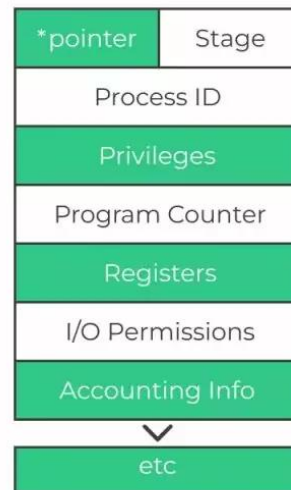 *pointer Stage
Process ID
Privileges
Program Counter
Registers
I/O Permissions
Accounting Info
etc